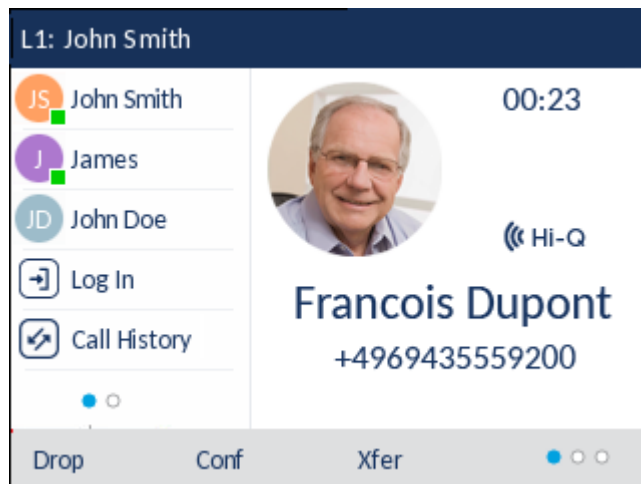 L1: John Smith
JS John Smith
J James
JD John Doe
Log In
Call History
00:23
Hi-Q
Francois Dupont
+4969435559200
Drop Conf Xfer